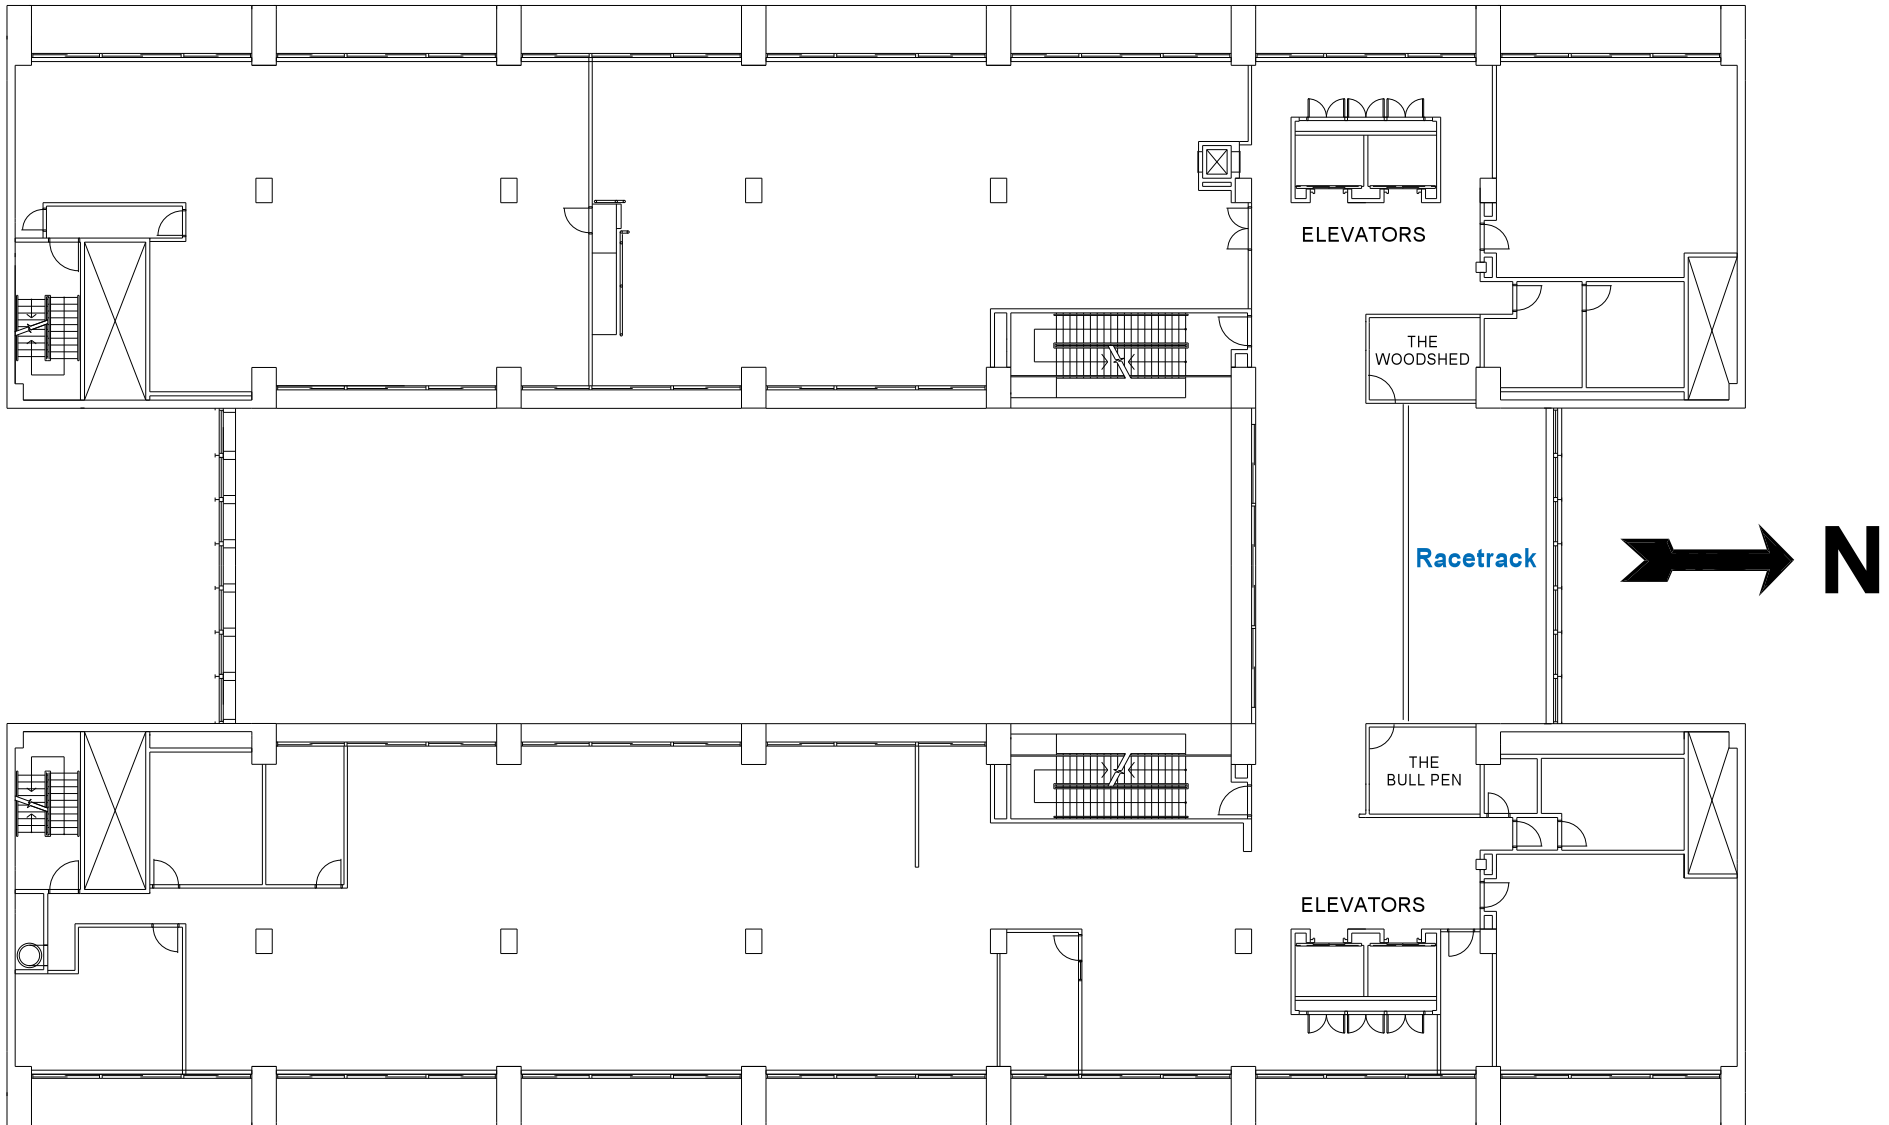 ELEVATORS
THE
WOODSHED
Racetrack
N
THE
BULL PEN
ELEVATORS